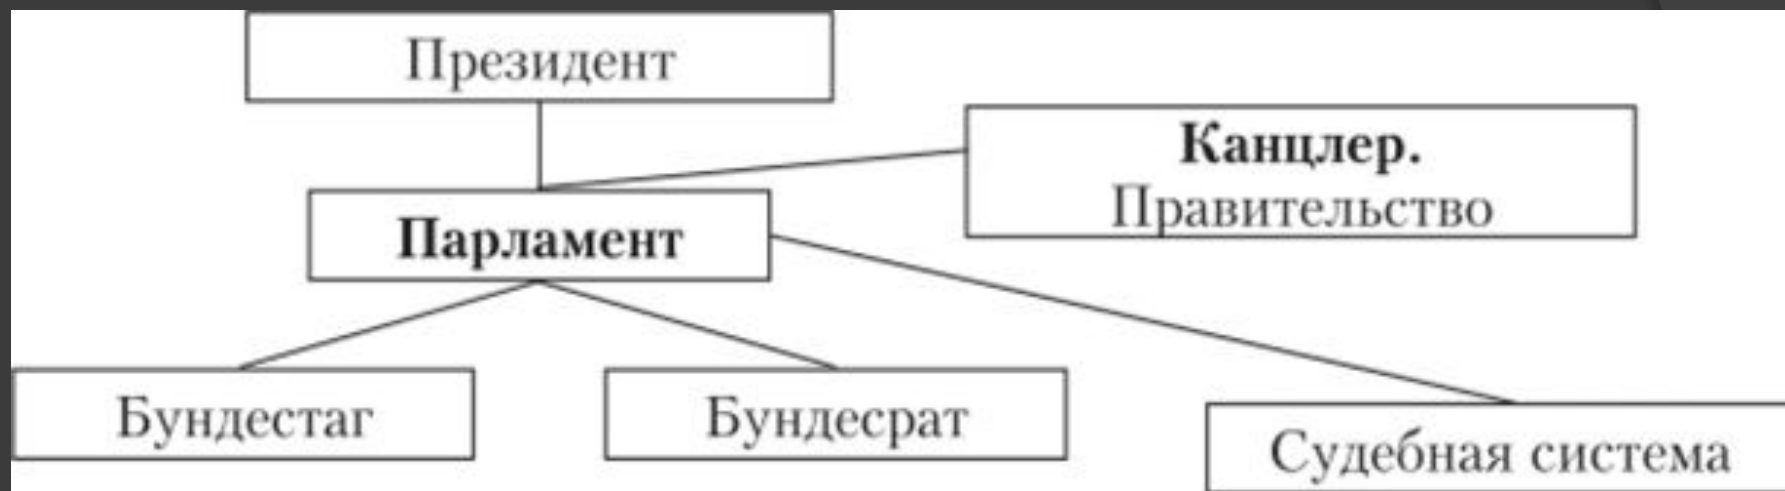 Президент
Канцлер.
Правительство
Парламент
Бундестаг
Бундесрат
Судебная система